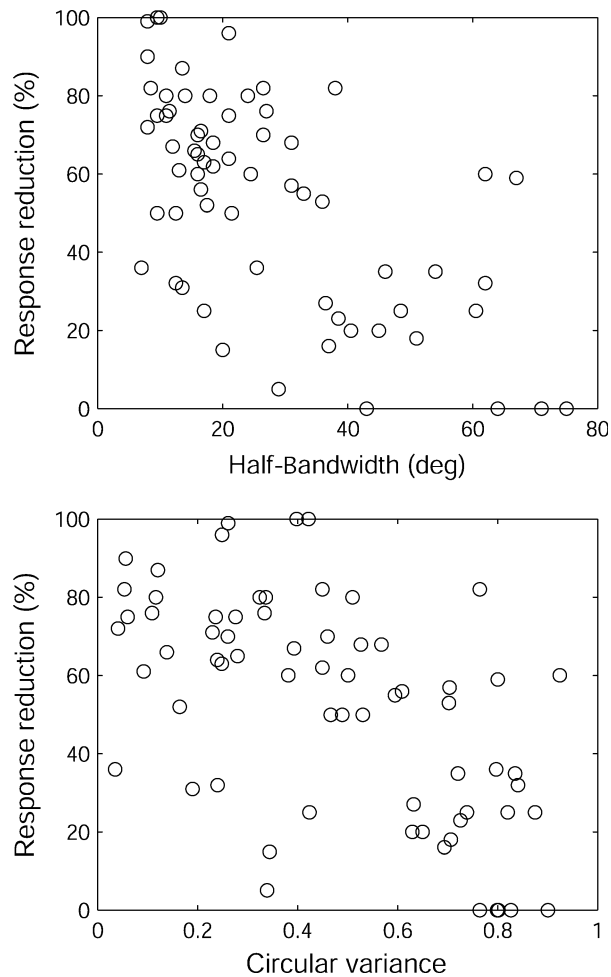 100
80
60
40
20
0
Response reduction (%)
0 20 40 60 80
Half-Bandwidth (deg)
100
80
60
40
20
0
Response reduction (%)
0 0.2 0.4 0.6 0.8 1
Circular variance